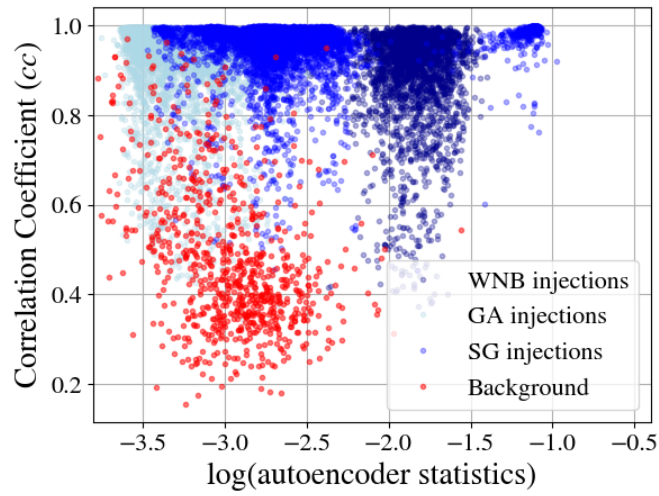 1.0
0.8
0.6
0.4
0.2
Correlation Coefficient (cc)
WNB injections
GA injections
SG injections
Background
−3.5 −3.0 −2.5 −2.0 −1.5 −1.0 −0.5
log(autoencoder statistics)